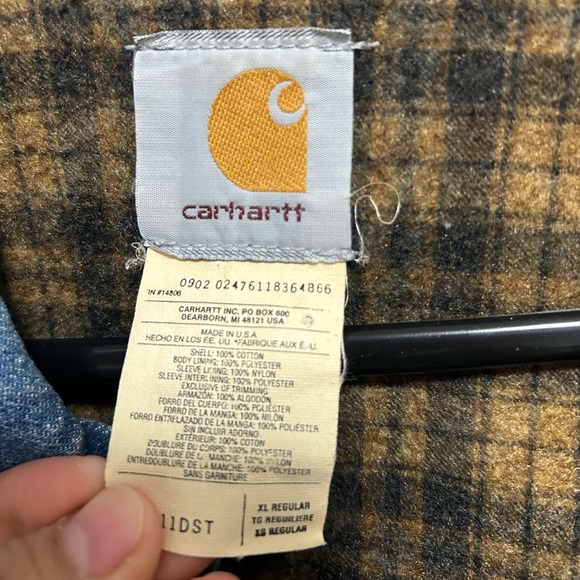 carhartt
0902 02476118364866
RN #14806
CARHARTT INC. PO BOX 600
DEARBORN, MI 48121 USA
MADE IN U.S.A.
HECHO EN LOS EE. UU. *FABRIQUE AUX É.-U.
SHELL: 100% COTTON
BODY LINING: 100% POLYESTER
SLEEVE LINING: 100% NYLON
SLEEVE INTERLINING: 100% POLYESTER
EXCLUSIVE OF TRIMMING
ARMAZÓN: 100% ALGODÓN
FORRO DEL CUERPO: 100% POLIÉSTER
FORRO DE LA MANGA: 100% NILÓN
FORRO ENTRELAZADO DE LA MANGA: 100% POLIÉSTER
SIN INCLUIR ADORNO
EXTÉRIEUR: 100% COTON
DOUBLURE DU CORPS: 100% POLYESTER
DOUBLURE DE LA MANCHE: 100% NYLON
ENTREDOUBLURE DE LA MANCHE: 100% POLYESTER
SANS GARNITURE
11DST
XL REGULAR
TG REGULIERE
XG REGULAR